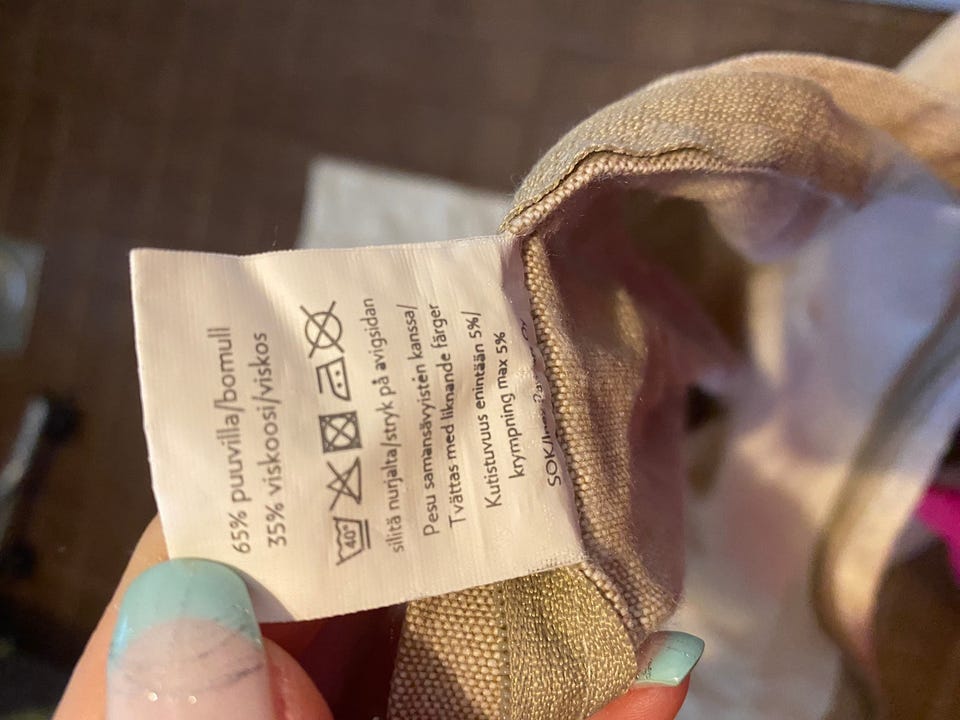 65% puuvilla/bomull
35% viskoosi/viskos
40°
silitä nurjalta/stryk på avigsidan
Pesu samansävyisten kanssa/
Tvättas med liknande färger
Kutistuvuus enintään 5%/
krympning max 5%